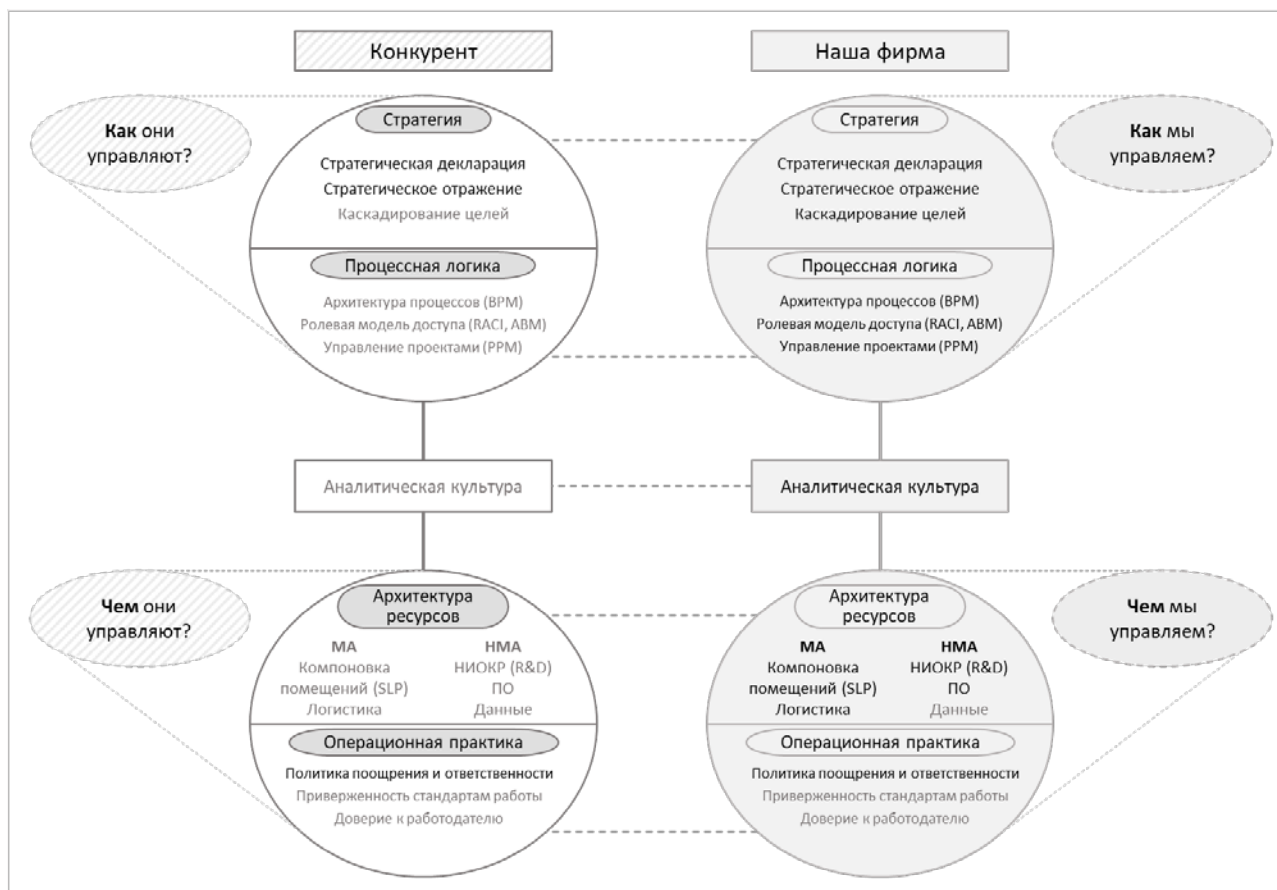 Конкурент
Наша фирма
Как они
управляют?
Стратегия
Стратегическая декларация
Стратегическое отражение
Каскадирование целей
Процессная логика
Архитектура процессов (BPM)
Ролевая модель доступа (RACI, ABM)
Управление проектами (PPM)
Стратегия
Стратегическая декларация
Стратегическое отражение
Каскадирование целей
Процессная логика
Архитектура процессов (BPM)
Ролевая модель доступа (RACI, ABM)
Управление проектами (PPM)
Как мы
управляем?
Аналитическая культура
Аналитическая культура
Чем они
управляют?
Архитектура
ресурсов
МА
Компоновка
помещений (SLP)
Логистика
НМА
НИОКР (R&D)
ПО
Данные
Операционная практика
Политика поощрения и ответственности
Приверженность стандартам работы
Доверие к работодателю
Архитектура
ресурсов
МА
Компоновка
помещений (SLP)
Логистика
НМА
НИОКР (R&D)
ПО
Данные
Операционная практика
Политика поощрения и ответственности
Приверженность стандартам работы
Доверие к работодателю
Чем мы
управляем?